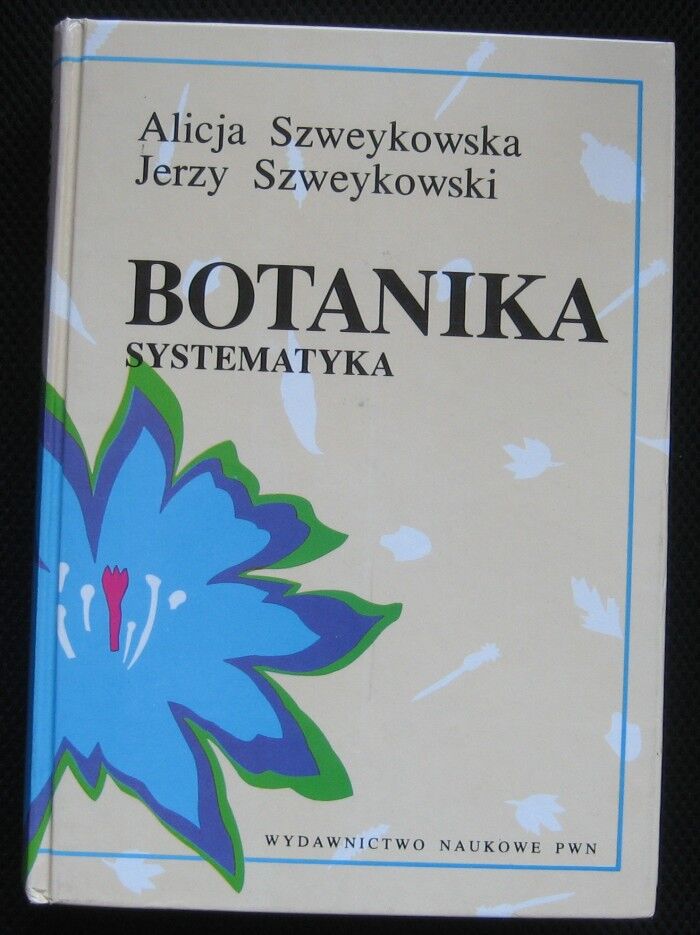 Alicja Szweykowska
Jerzy Szweykowski
BOTANIKA
SYSTEMATYKA
WYDAWNICTWO NAUKOWE PWN